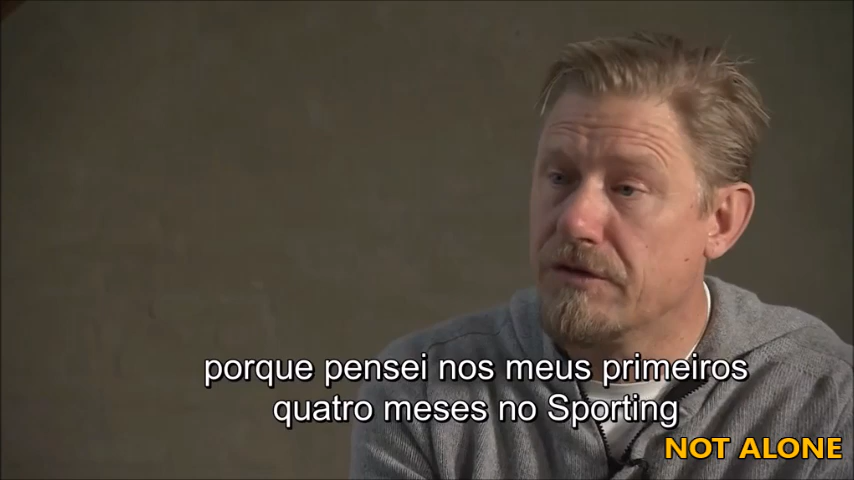 porque pensei nos meus primeiros
quatro meses no Sporting
NOT ALONE